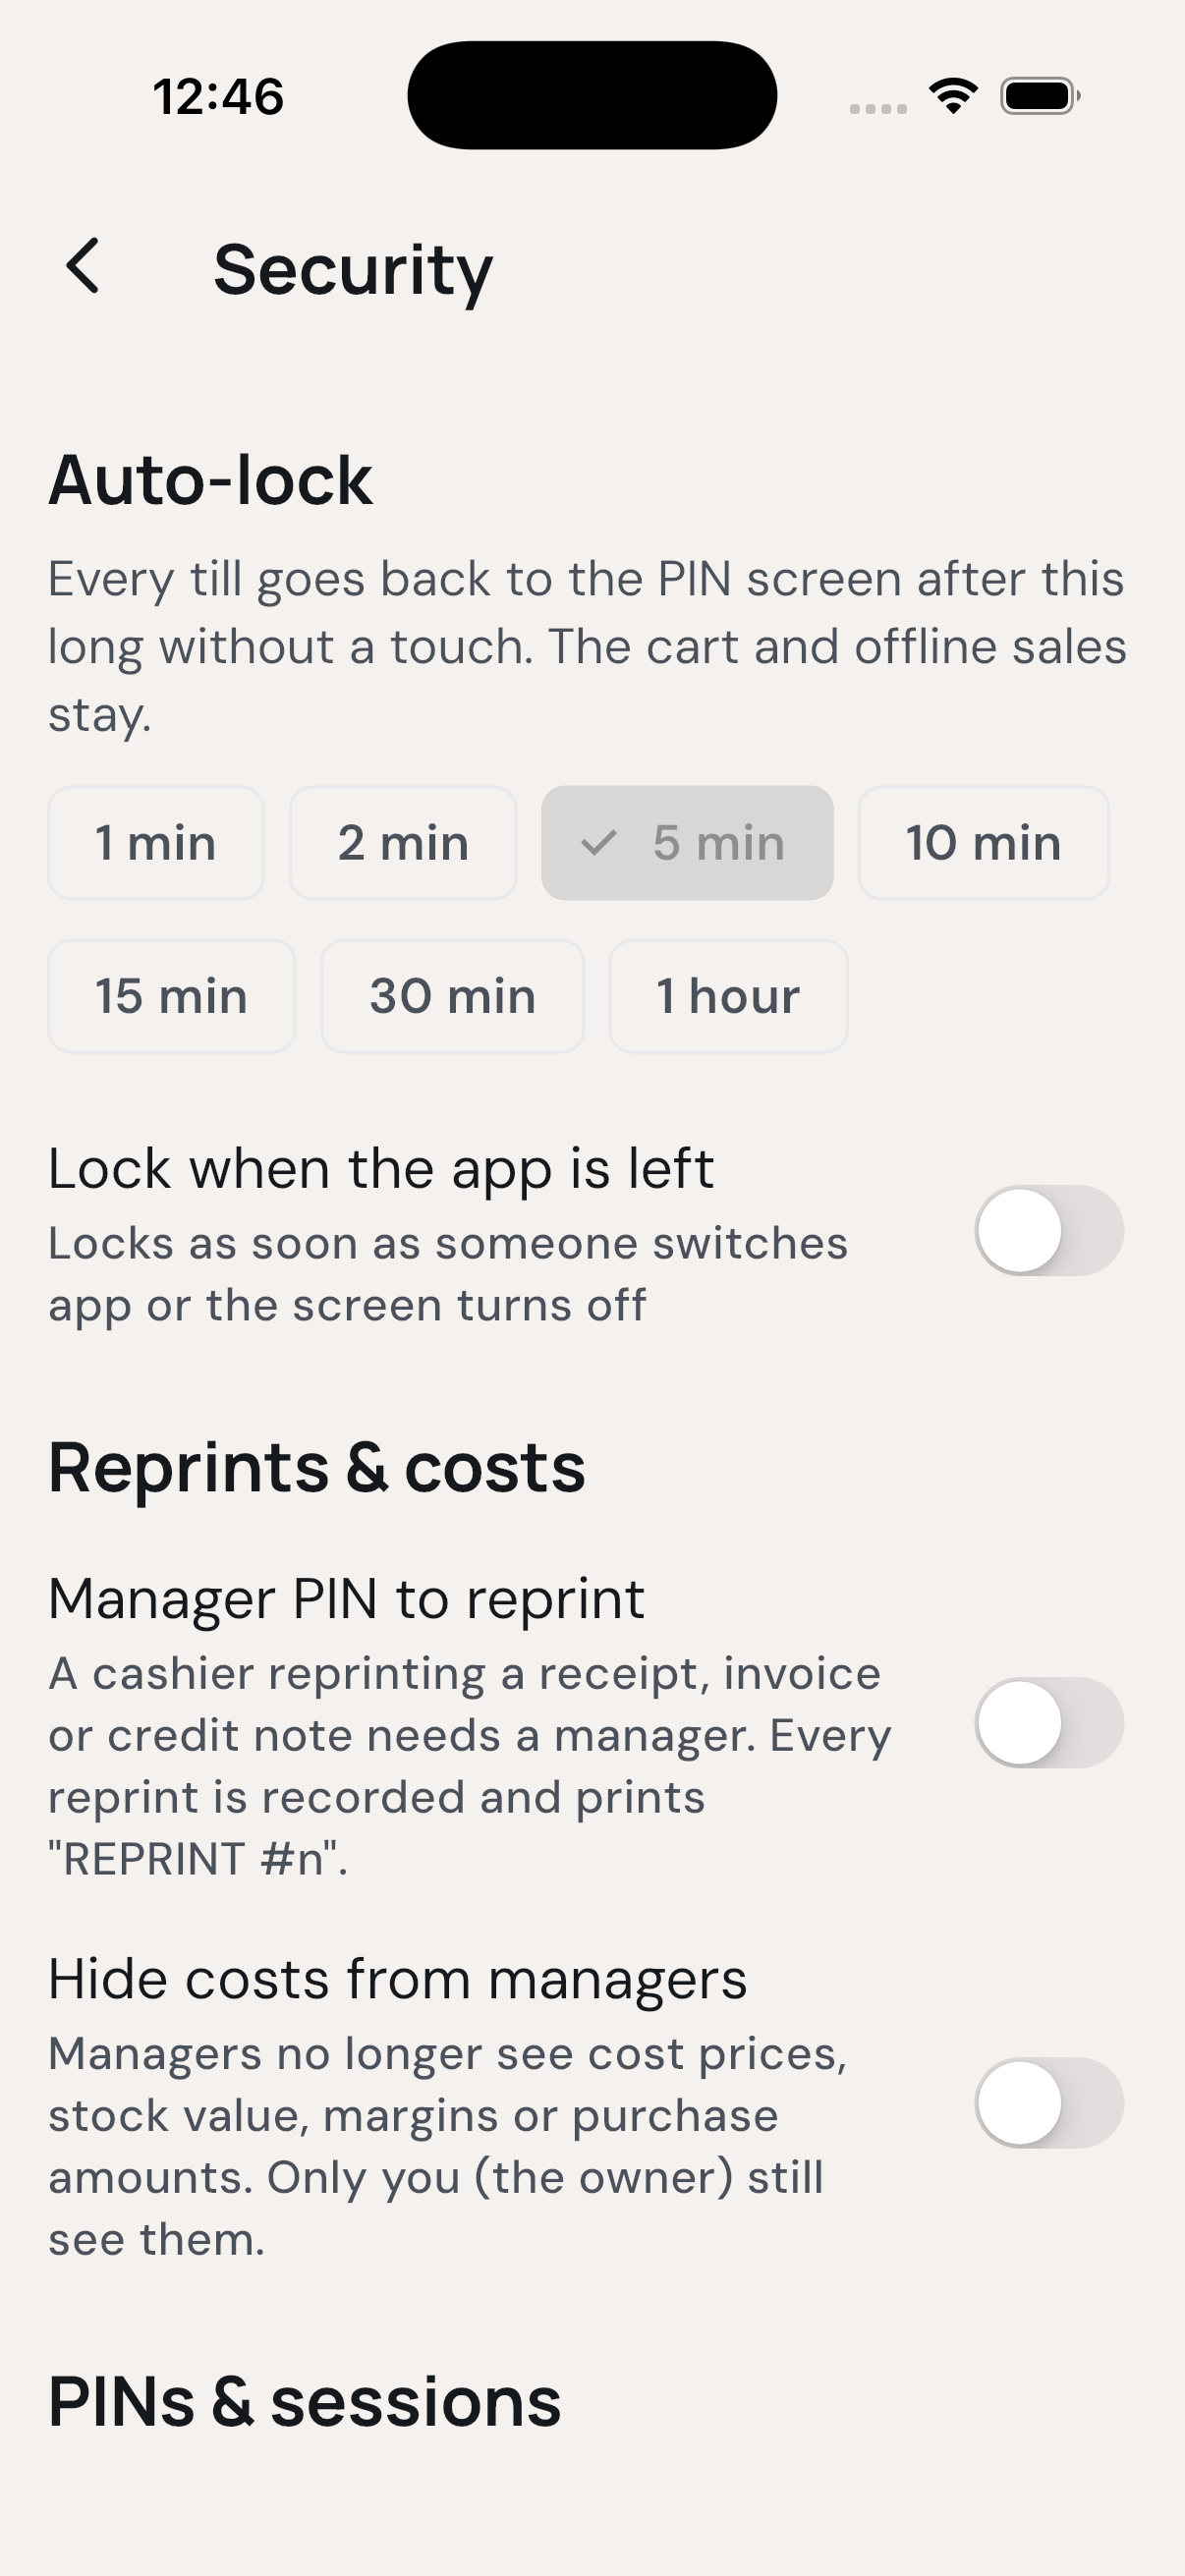 12:46
Security
Auto-lock
Every till goes back to the PIN screen after this
long without a touch. The cart and offline sales
stay.
1 min
2 min
5 min
10 min
15 min
30 min
1 hour
Lock when the app is left
Locks as soon as someone switches
app or the screen turns off
Reprints & costs
Manager PIN to reprint
A cashier reprinting a receipt, invoice
or credit note needs a manager. Every
reprint is recorded and prints
"REPRINT #n".
Hide costs from managers
Managers no longer see cost prices,
stock value, margins or purchase
amounts. Only you (the owner) still
see them.
PINs & sessions